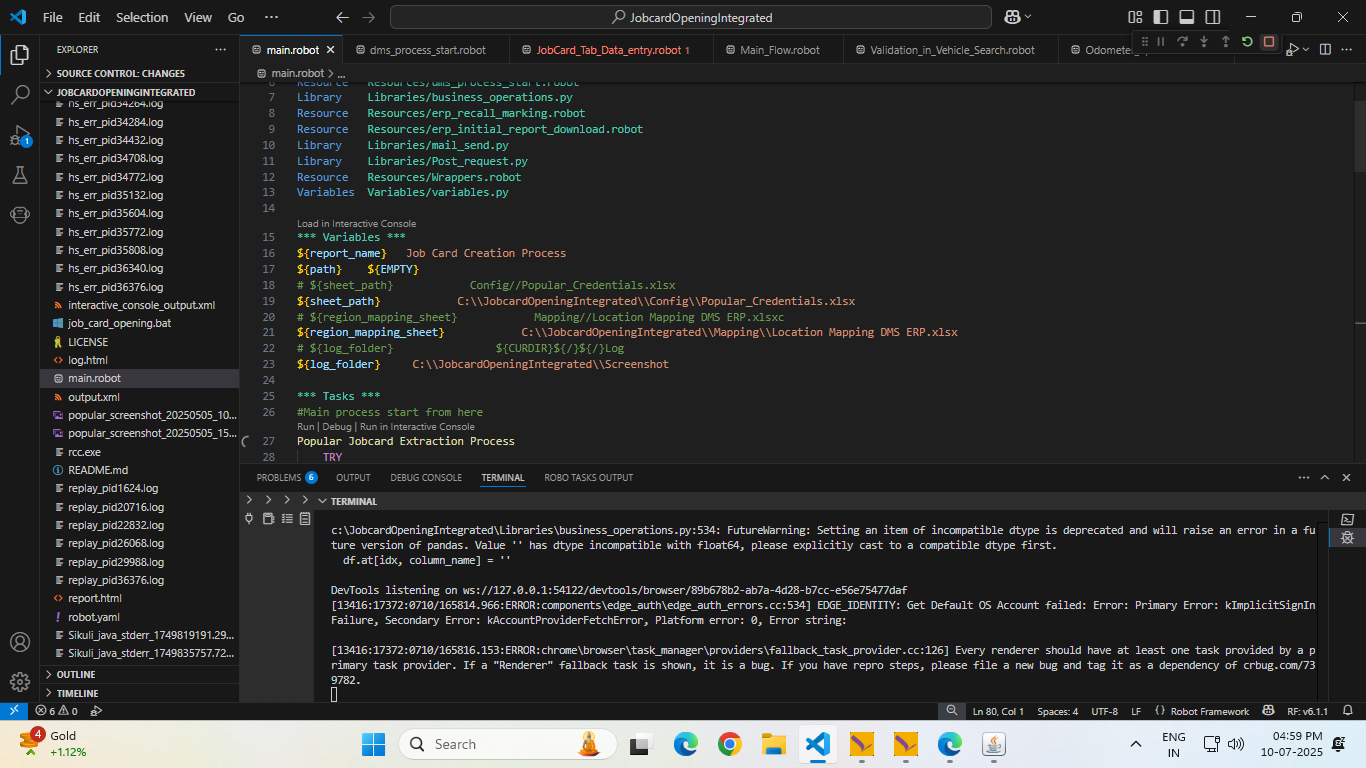 File Edit Selection View Go ···
JobcardOpeningIntegrated
EXPLORER ···
SOURCE CONTROL: CHANGES
JOBCARDOPENINGINTEGRATED
hs_err_pid34264.log
hs_err_pid34284.log
hs_err_pid34432.log
hs_err_pid34708.log
hs_err_pid34772.log
hs_err_pid35132.log
hs_err_pid35604.log
hs_err_pid35772.log
hs_err_pid35808.log
hs_err_pid36340.log
hs_err_pid36376.log
interactive_console_output.xml
job_card_opening.bat
LICENSE
log.html
main.robot
output.xml
popular_screenshot_20250505_10...
popular_screenshot_20250505_15...
rcc.exe
README.md
replay_pid1624.log
replay_pid20716.log
replay_pid22832.log
replay_pid26068.log
replay_pid29988.log
replay_pid36376.log
report.html
robot.yaml
Sikuli_java_stderr_1749819191.29...
Sikuli_java_stderr_1749835757.72...
OUTLINE
TIMELINE
1
main.robot dms_process_start.robot JobCard_Tab_Data_entry.robot 1 Main_Flow.robot Validation_in_Vehicle_Search.robot Odometer_
main.robot > ...
6 Resource Resources/dms_process_start.robot
7 Library Libraries/business_operations.py
8 Resource Resources/erp_recall_marking.robot
9 Resource Resources/erp_initial_report_download.robot
10 Library Libraries/mail_send.py
11 Library Libraries/Post_request.py
12 Resource Resources/Wrappers.robot
13 Variables Variables/variables.py
14
Load in Interactive Console
15 *** Variables ***
16 ${report_name} Job Card Creation Process
17 ${path} ${EMPTY}
18 # ${sheet_path} Config//Popular_Credentials.xlsx
19 ${sheet_path} C:\\JobcardOpeningIntegrated\\Config\\Popular_Credentials.xlsx
20 # ${region_mapping_sheet} Mapping//Location Mapping DMS ERP.xlsxc
21 ${region_mapping_sheet} C:\\JobcardOpeningIntegrated\\Mapping\\Location Mapping DMS ERP.xlsx
22 # ${log_folder} ${CURDIR}${/}${/}Log
23 ${log_folder} C:\\JobcardOpeningIntegrated\\Screenshot
24
25 *** Tasks ***
26 #Main process start from here
Run | Debug | Run in Interactive Console
27 Popular Jobcard Extraction Process
28 TRY
PROBLEMS 6 OUTPUT DEBUG CONSOLE TERMINAL ROBO TASKS OUTPUT
TERMINAL
c:\JobcardOpeningIntegrated\Libraries\business_operations.py:534: FutureWarning: Setting an item of incompatible dtype is deprecated and will raise an error in a fu
ture version of pandas. Value '' has dtype incompatible with float64, please explicitly cast to a compatible dtype first.
df.at[idx, column_name] = ''
DevTools listening on ws://127.0.0.1:54122/devtools/browser/89b678b2-ab7a-4d28-b7cc-e56e75477daf
[13416:17372:0710/165814.966:ERROR:components\edge_auth\edge_auth_errors.cc:534] EDGE_IDENTITY: Get Default OS Account failed: Error: Primary Error: kImplicitSignIn
Failure, Secondary Error: kAccountProviderFetchError, Platform error: 0, Error string:
[13416:17372:0710/165816.153:ERROR:chrome\browser\task_manager\providers\fallback_task_provider.cc:126] Every renderer should have at least one task provided by a p
rimary task provider. If a "Renderer" fallback task is shown, it is a bug. If you have repro steps, please file a new bug and tag it as a dependency of crbug.com/73
9782.
6 0 Ln 80, Col 1 Spaces: 4 UTF-8 LF Robot Framework RF: v6.1.1
4 Gold
+1.12%
Search
ENG
IN
04:59 PM
10-07-2025